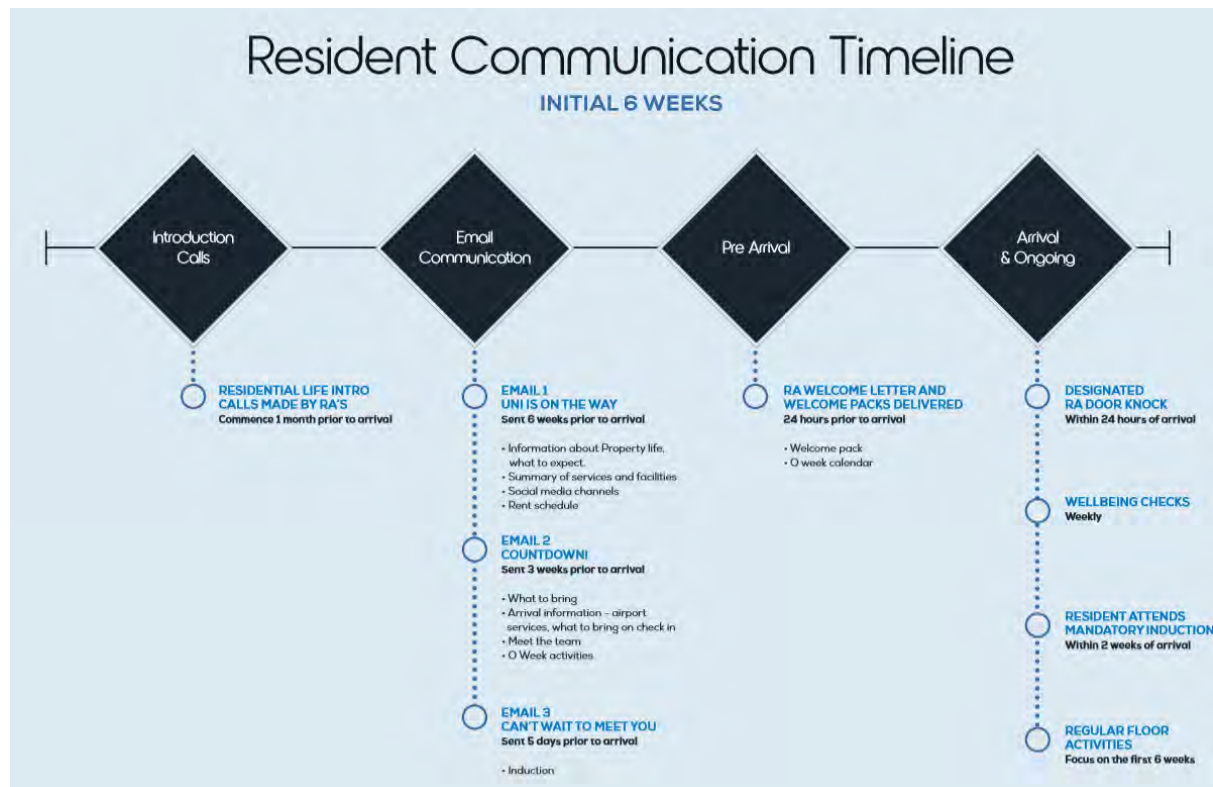 Resident Communication Timeline
INITIAL 6 WEEKS
Introduction
Calls
Email
Communication
Pre Arrival
Arrival
& Ongoing
RESIDENTIAL LIFE INTRO
CALLS MADE BY RA'S
Commence 1 month prior to arrival
EMAIL 1
UNI IS ON THE WAY
Sent 6 weeks prior to arrival
• Information about Property life,
what to expect.
• Summary of services and facilities
• Social media channels
• Rent schedule
EMAIL 2
COUNTDOWN!
Sent 3 weeks prior to arrival
• What to bring
• Arrival information – airport
services, what to bring on check in
• Meet the team
• O Week activities
EMAIL 3
CAN'T WAIT TO MEET YOU
Sent 5 days prior to arrival
• Induction
RA WELCOME LETTER AND
WELCOME PACKS DELIVERED
24 hours prior to arrival
• Welcome pack
• O week calendar
DESIGNATED
RA DOOR KNOCK
Within 24 hours of arrival
WELLBEING CHECKS
Weekly
RESIDENT ATTENDS
MANDATORY INDUCTION
Within 2 weeks of arrival
REGULAR FLOOR
ACTIVITIES
Focus on the first 6 weeks